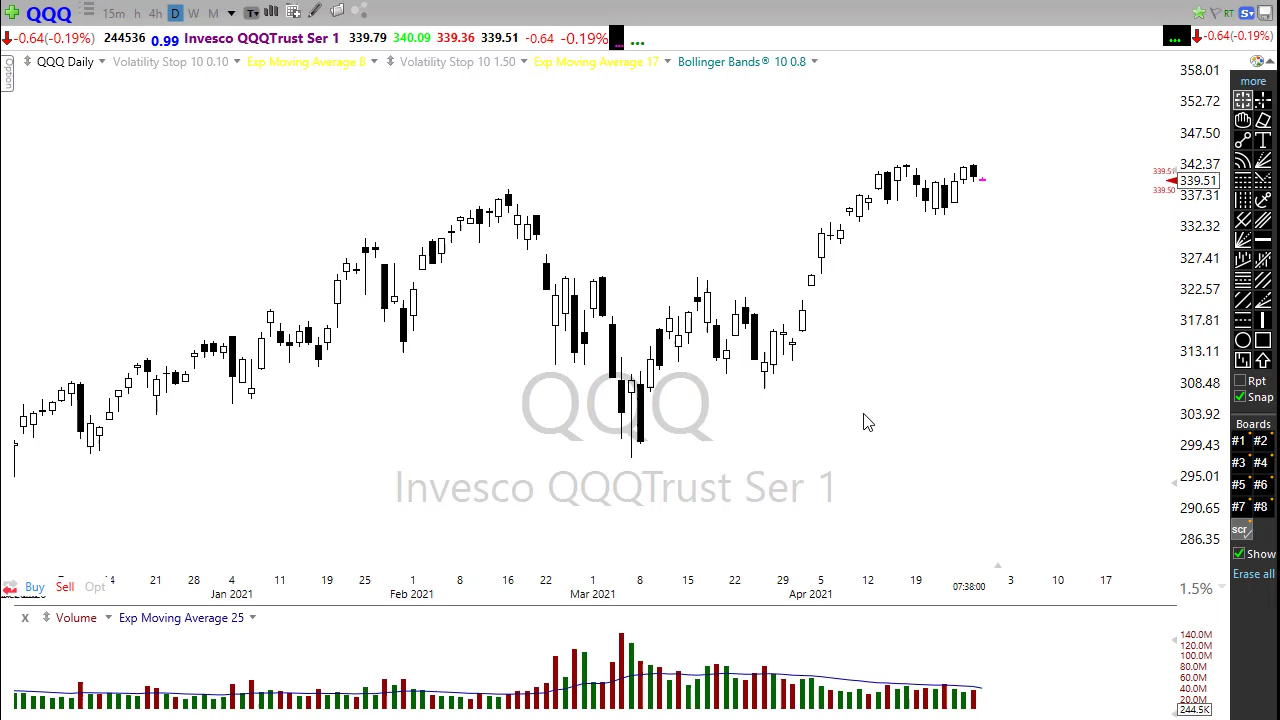 QQQ 15m h 4h D W M T
-0.64(-0.19%) 244536 0.99 Invesco QQQTrust Ser 1 339.79 340.09 339.36 339.51 -0.64 -0.19% ... ... -0.64(-0.19%)
RT S
Option
QQQ Daily Volatility Stop 10 0.10 Exp Moving Average 8 Volatility Stop 10 1.50 Exp Moving Average 17 Bollinger Bands® 10 0.8
358.01
352.72
347.50
342.37
339.51
339.51
339.50
337.31
332.32
327.41
322.57
317.81
313.11
308.48
303.92
299.43
295.01
290.65
286.35
QQQ
Invesco QQQTrust Ser 1
more
T
Rpt
Snap
Boards
#1 #2
#3 #4
#5 #6
#7 #8
scr
Show
Erase all
Buy Sell Opt
14 21 28 4 11 19 25 1 8 16 22 1 8 15 22 29 5 12 19 07:38:00 3 10 17
Jan 2021 Feb 2021 Mar 2021 Apr 2021
1.5%
x Volume Exp Moving Average 25
140.0M
120.0M
100.0M
80.0M
60.0M
40.0M
20.0M
244.5K